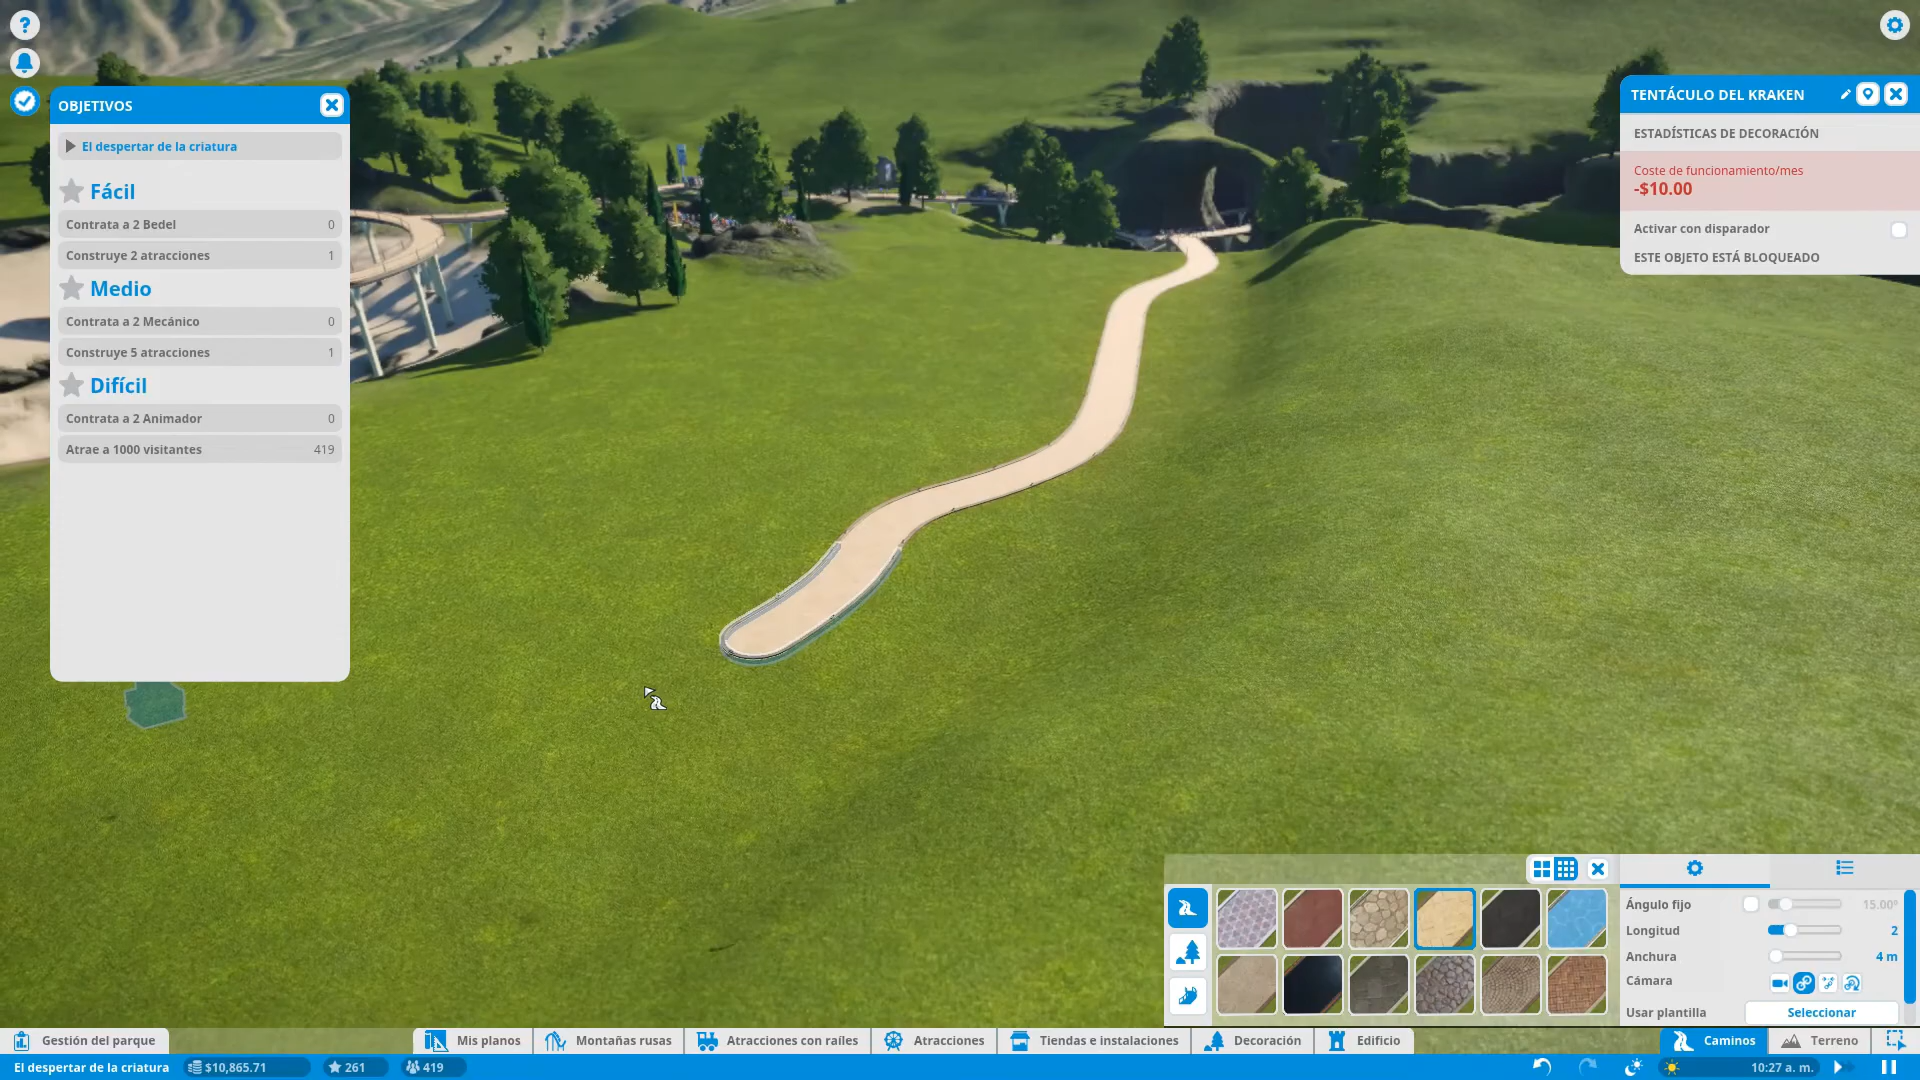 OBJETIVOS
El despertar de la criatura
Fácil
Contrata a 2 Bedel 0
Construye 2 atracciones 1
Medio
Contrata a 2 Mecánico 0
Construye 5 atracciones 1
Difícil
Contrata a 2 Animador 0
Atrae a 1000 visitantes 419
TENTÁCULO DEL KRAKEN
ESTADÍSTICAS DE DECORACIÓN
Coste de funcionamiento/mes
-$10.00
Activar con disparador
ESTE OBJETO ESTÁ BLOQUEADO
Ángulo fijo 15.00°
Longitud 2
Anchura 4 m
Cámara
Usar plantilla Seleccionar
Gestión del parque Mis planos Montañas rusas Atracciones con raíles Atracciones Tiendas e instalaciones Decoración Edificio Caminos Terreno
El despertar de la criatura $10,865.71 261 419 10:27 a. m.